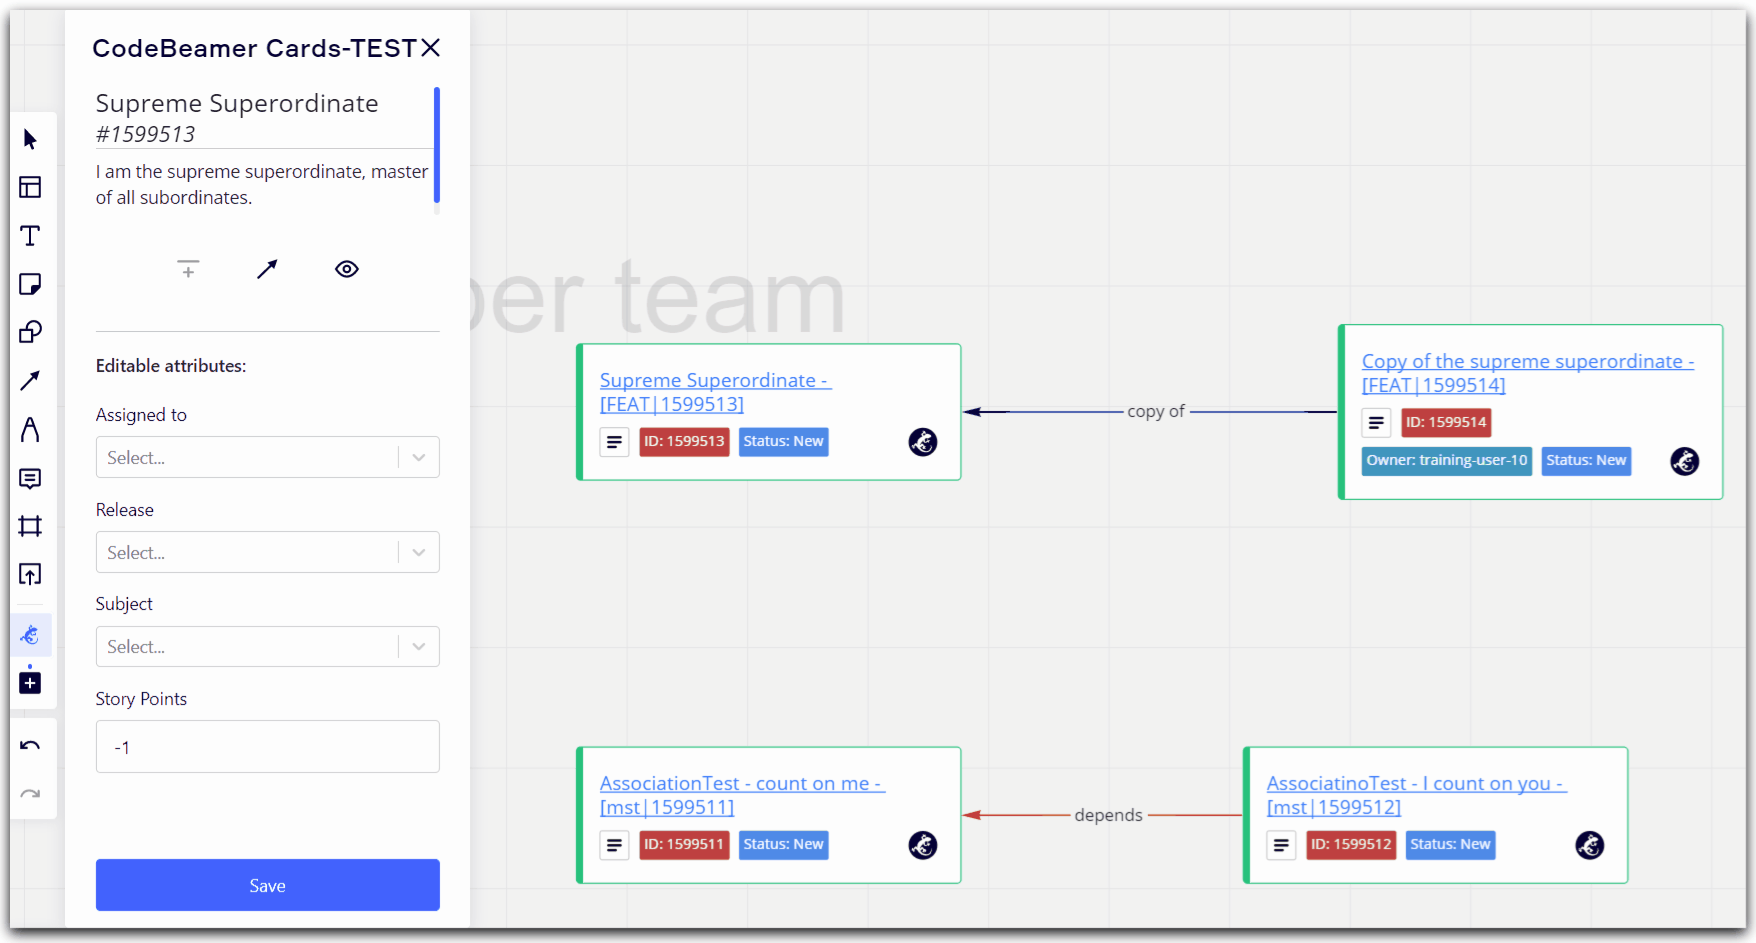 CodeBeamer Cards-TEST
Supreme Superordinate
#1599513
I am the supreme superordinate, master
of all subordinates.
Editable attributes:
Assigned to
Select...
Release
Select...
Subject
Select...
Story Points
-1
Save
per team
Supreme Superordinate -
[FEAT|1599513]
ID: 1599513
Status: New
copy of
Copy of the supreme superordinate -
[FEAT|1599514]
ID: 1599514
Owner: training-user-10
Status: New
AssociationTest - count on me -
[mst|1599511]
ID: 1599511
Status: New
depends
AssociatinoTest - I count on you -
[mst|1599512]
ID: 1599512
Status: New